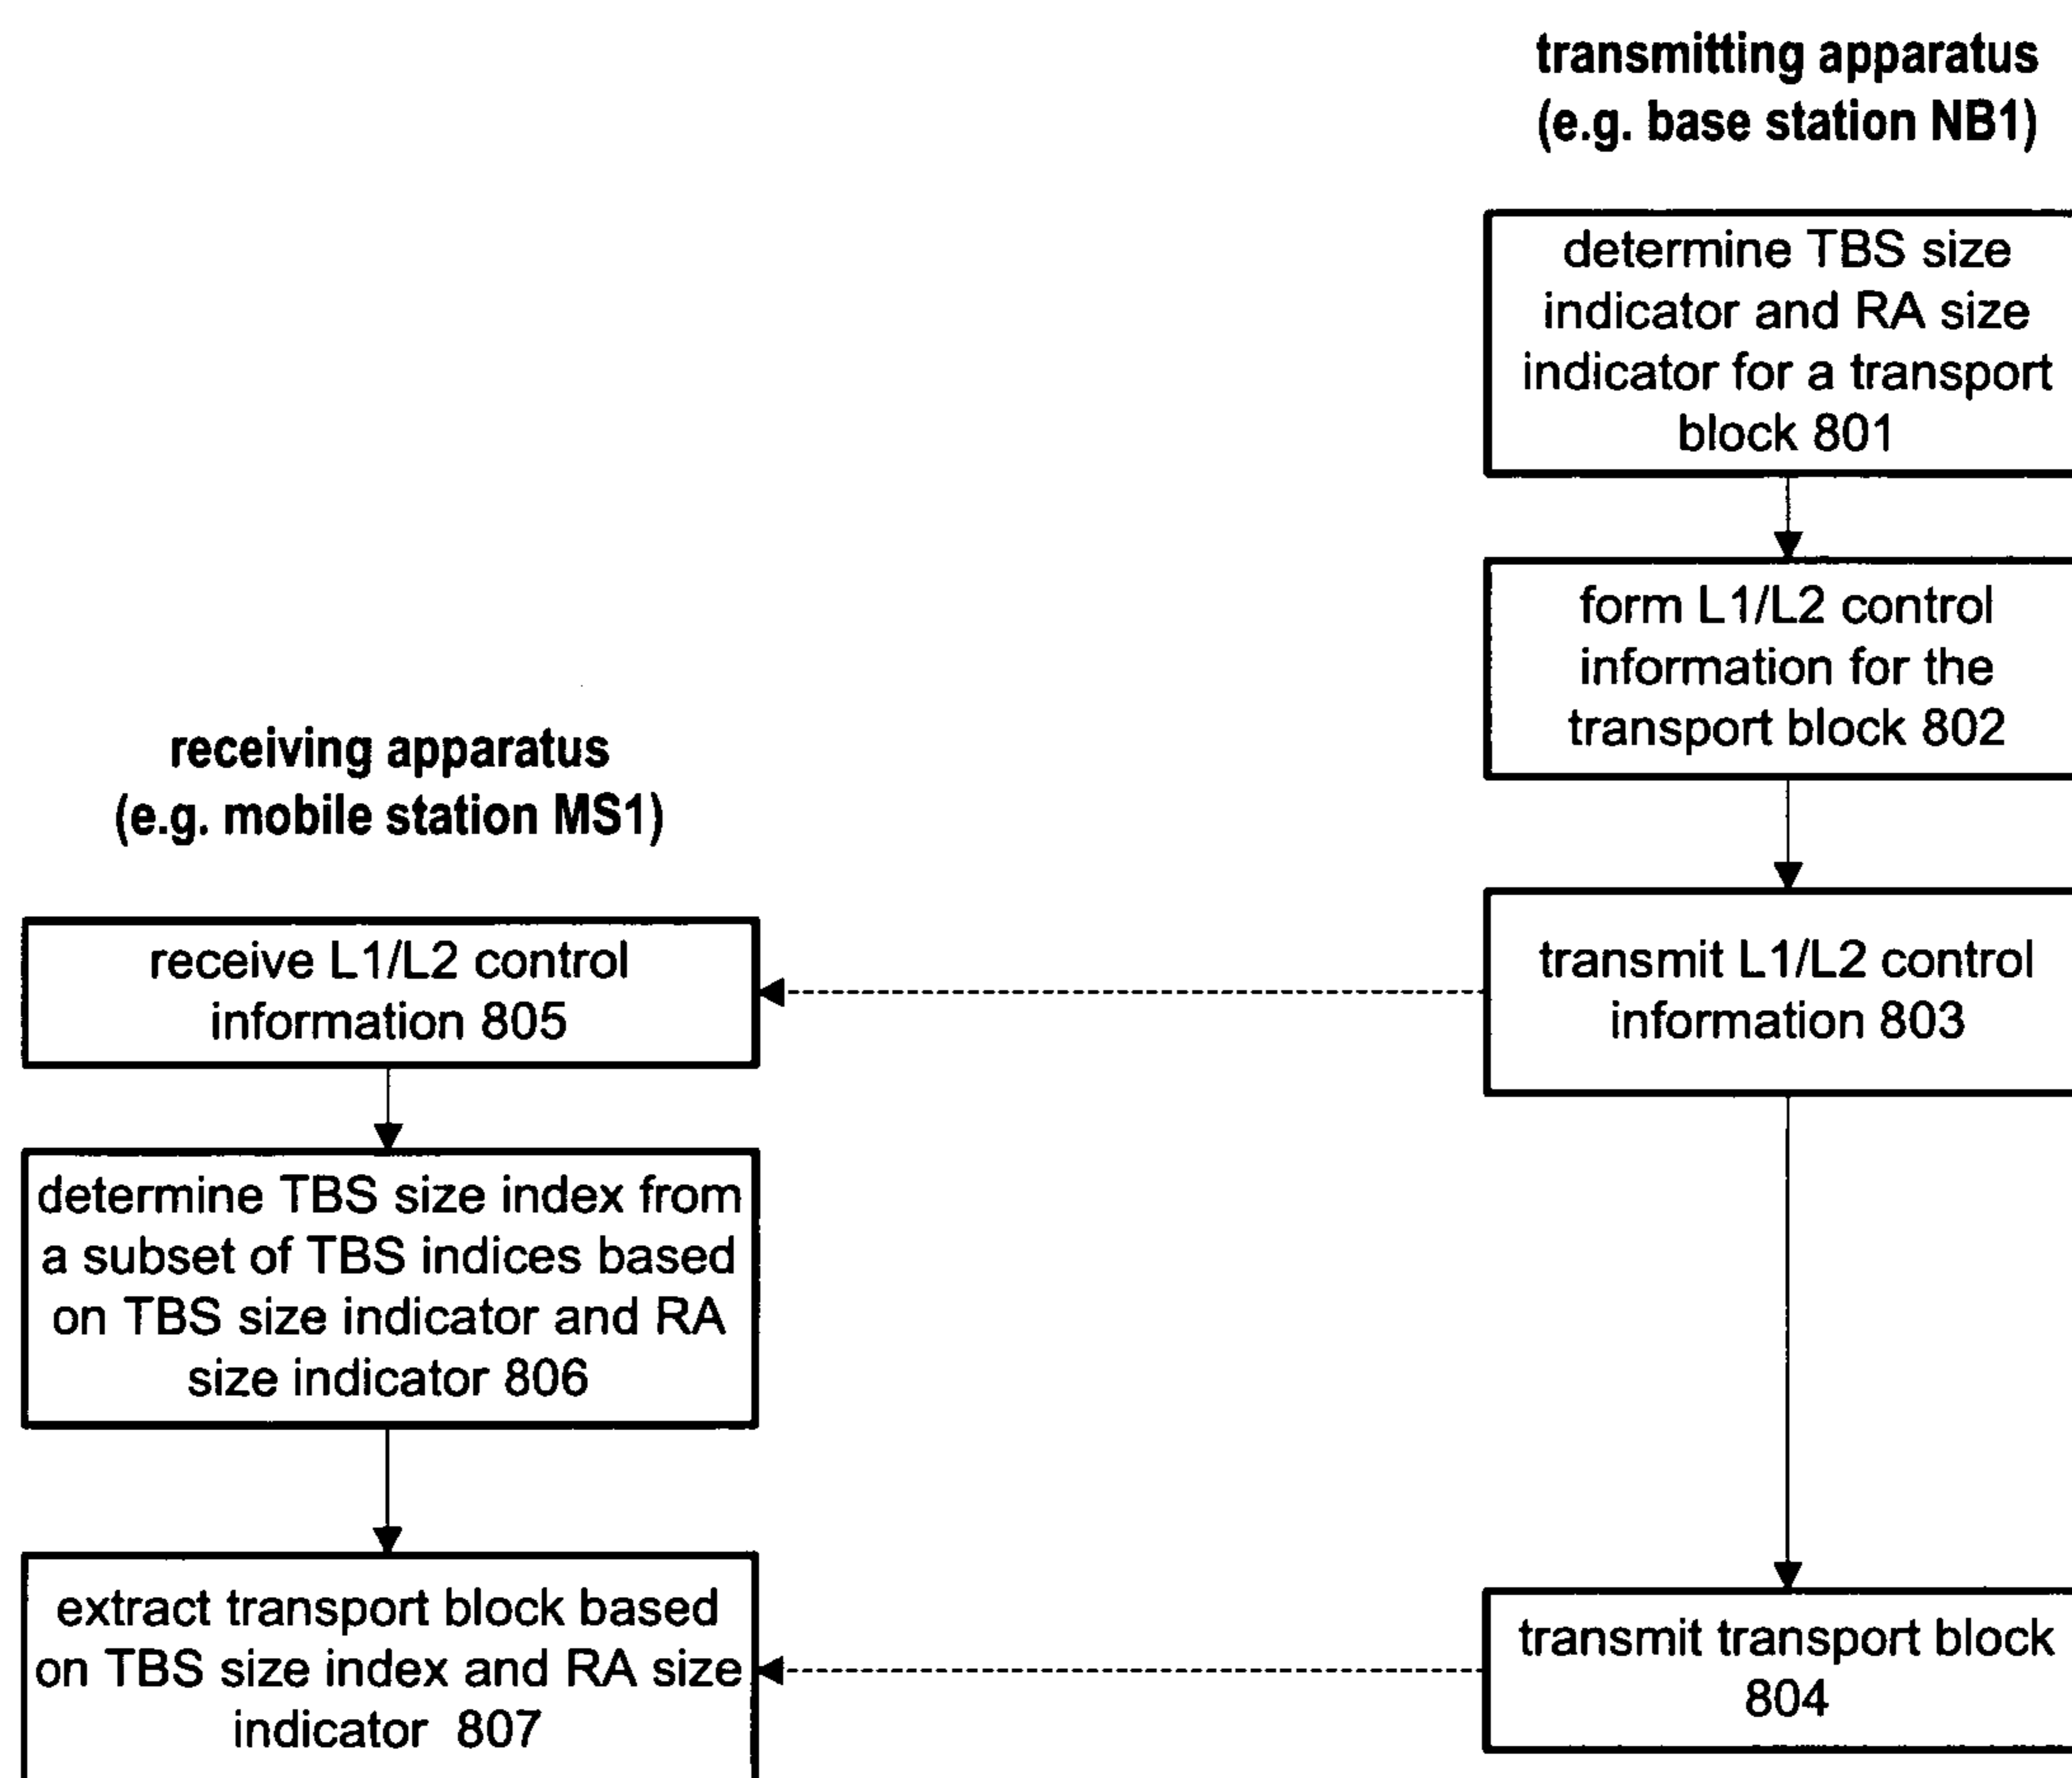 transmitting apparatus
(e.g. base station NB1)
determine TBS size
indicator and RA size
indicator for a transport
block 801
form L1/L2 control
information for the
transport block 802
transmit L1/L2 control
information 803
transmit transport block
804
receiving apparatus
(e.g. mobile station MS1)
receive L1/L2 control
information 805
determine TBS size index from
a subset of TBS indices based
on TBS size indicator and RA
size indicator 806
extract transport block based
on TBS size index and RA size
indicator 807